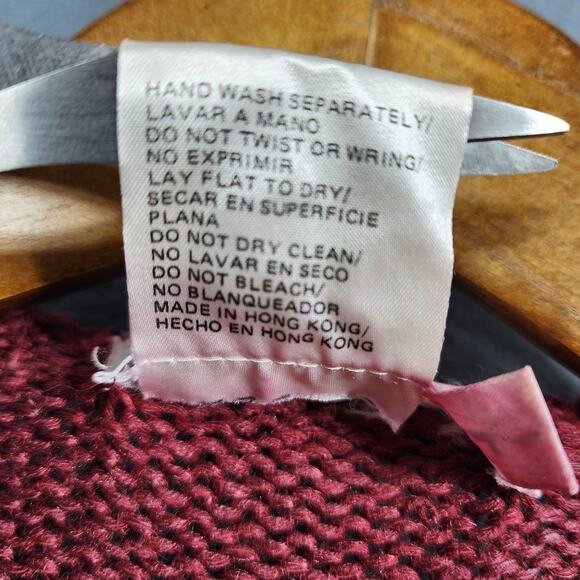 HAND WASH SEPARATELY/
LAVAR A MANO
DO NOT TWIST OR WRING/
NO EXPRIMIR
LAY FLAT TO DRY/
SECAR EN SUPERFICIE
PLANA
DO NOT DRY CLEAN/
NO LAVAR EN SECO
DO NOT BLEACH/
NO BLANQUEADOR
MADE IN HONG KONG/
HECHO EN HONG KONG